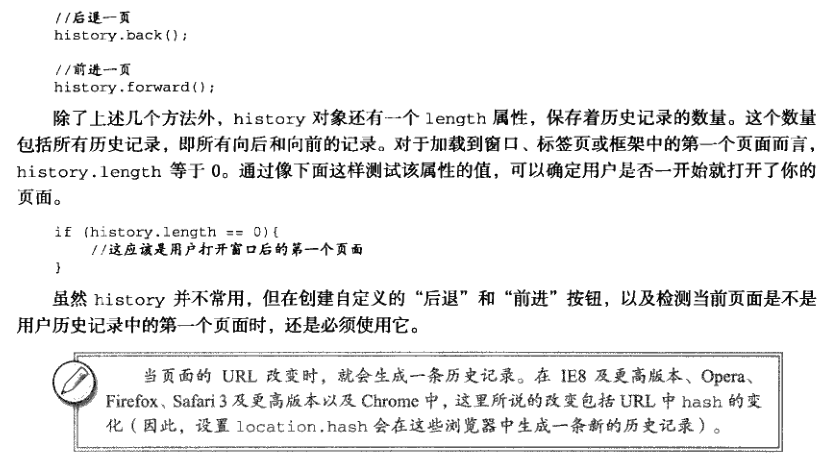 //后退一页
history.back();
//前进一页
history.forward();
除了上述几个方法外，history 对象还有一个 length 属性，保存着历史记录的数量。这个数量
包括所有历史记录，即所有向后和向前的记录。对于加载到窗口、标签页或框架中的第一个页面而言，
history.length 等于 0。通过像下面这样测试该属性的值，可以确定用户是否一开始就打开了你的
页面。
if (history.length == 0){
//这应该是用户打开窗口后的第一个页面
}
虽然 history 并不常用，但在创建自定义的“后退”和“前进”按钮，以及检测当前页面是不是
用户历史记录中的第一个页面时，还是必须使用它。
当页面的 URL 改变时，就会生成一条历史记录。在 IE8 及更高版本、Opera、
Firefox、Safari 3 及更高版本以及 Chrome 中，这里所说的改变包括 URL 中 hash 的变
化（因此，设置 location.hash 会在这些浏览器中生成一条新的历史记录）。